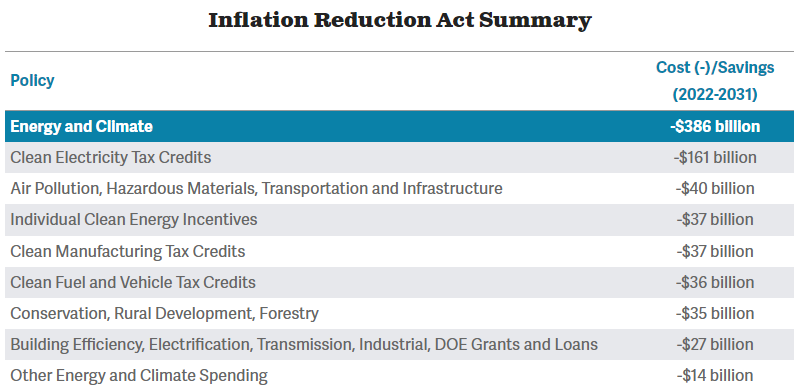 Inflation Reduction Act Summary
Policy
Cost (-)/Savings
(2022-2031)
Energy and Climate -$386 billion
Clean Electricity Tax Credits -$161 billion
Air Pollution, Hazardous Materials, Transportation and Infrastructure -$40 billion
Individual Clean Energy Incentives -$37 billion
Clean Manufacturing Tax Credits -$37 billion
Clean Fuel and Vehicle Tax Credits -$36 billion
Conservation, Rural Development, Forestry -$35 billion
Building Efficiency, Electrification, Transmission, Industrial, DOE Grants and Loans -$27 billion
Other Energy and Climate Spending -$14 billion